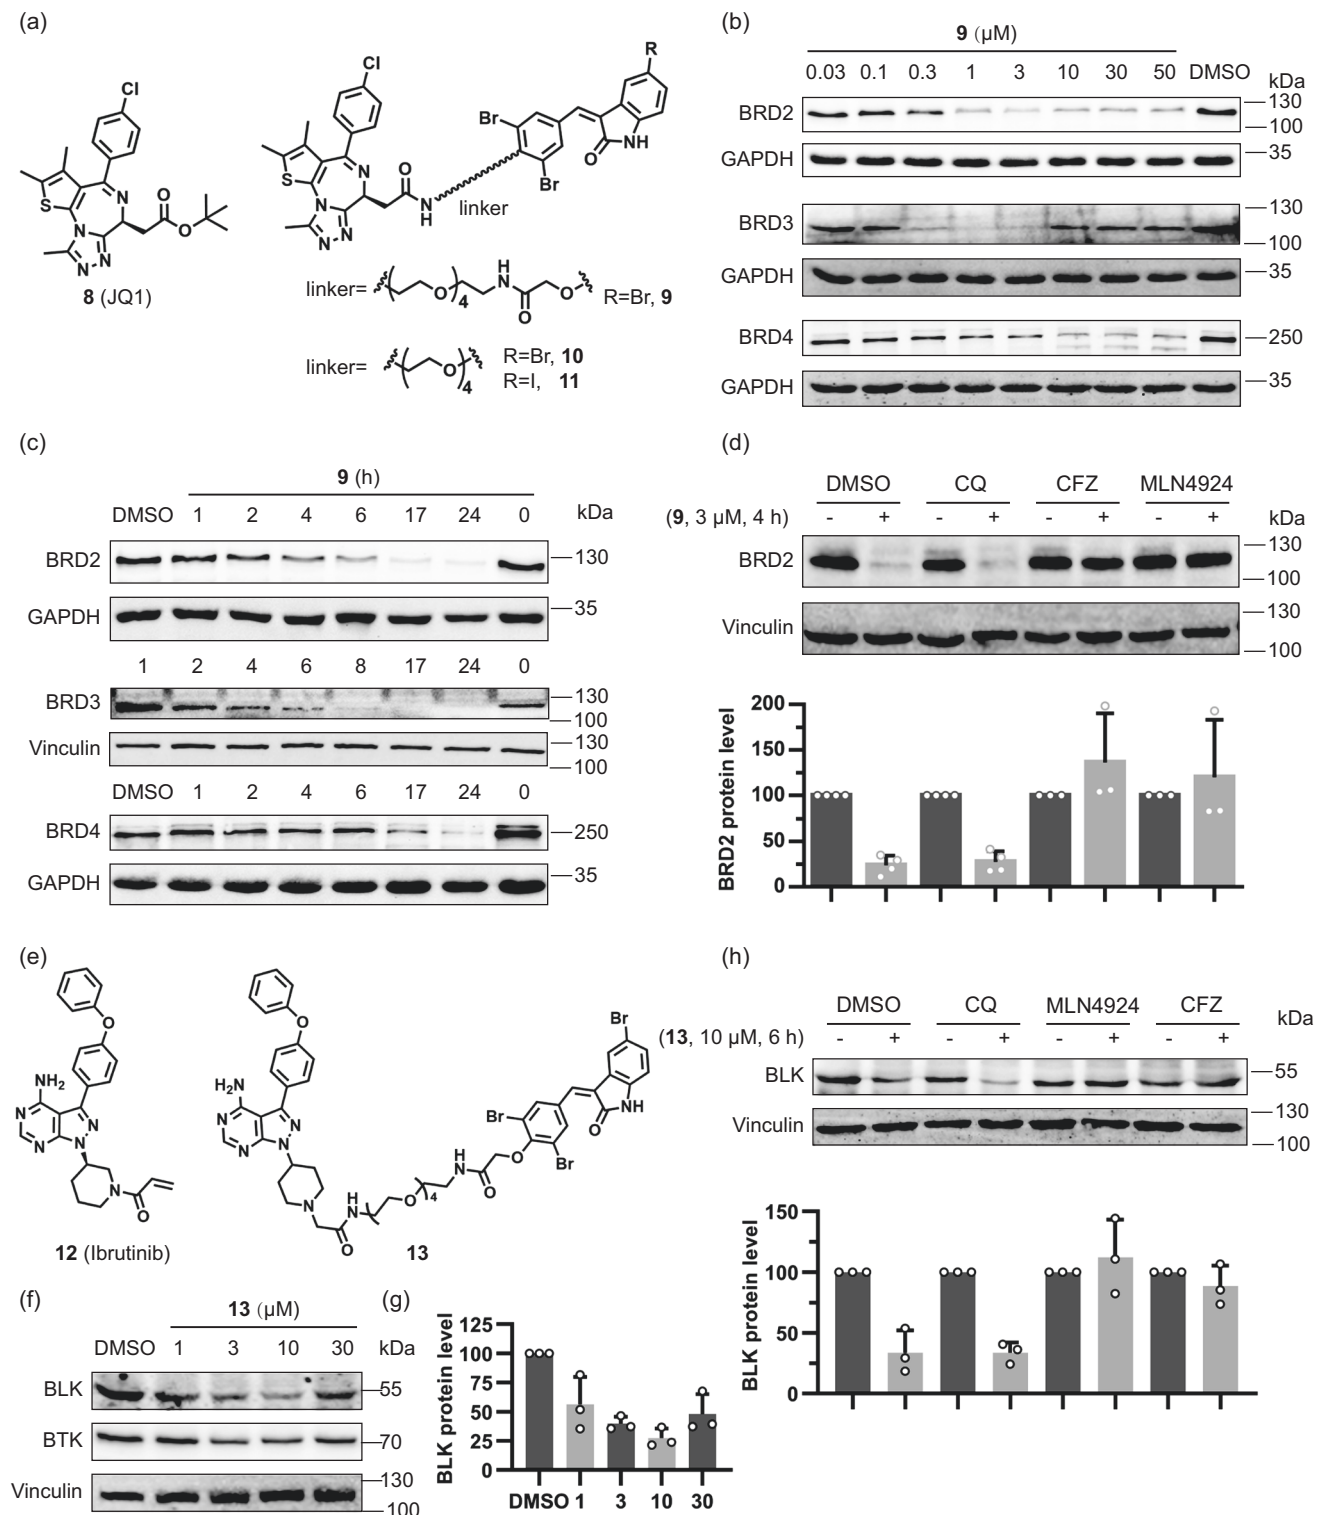 (a)
Cl
N
S
N
N-N
O
O
8 (JQ1)
Cl
N
S
N
N-N
O
N
H
linker
Br
Br
R
NH
O
linker=
O
4
H
N
O
O
R=Br, 9
linker=
O
4
R=Br, 10
R=I, 11
(b)
9 (μM)
0.03 0.1 0.3 1 3 10 30 50 DMSO kDa
BRD2
130
100
GAPDH
35
BRD3
130
100
GAPDH
35
BRD4
250
GAPDH
35
(c)
9 (h)
DMSO 1 2 4 6 17 24 0 kDa
BRD2
130
GAPDH
35
1 2 4 6 8 17 24 0
BRD3
130
100
Vinculin
130
100
DMSO 1 2 4 6 17 24 0
BRD4
250
GAPDH
35
(d)
DMSO CQ CFZ MLN4924
(9, 3 μM, 4 h) - + - + - + - + kDa
BRD2
130
100
Vinculin
130
100
BRD2 protein level
200
150
100
50
0
(e)
O
NH2
N
N
N
N
N
O
12 (Ibrutinib)
O
H2N
N
N
N
N
N
O
H
N
O
4
H
N
O
O
Br
Br
Br
NH
O
13
(f)
13 (μM)
DMSO 1 3 10 30 kDa
BLK
55
BTK
70
Vinculin
130
100
(g)
BLK protein level
125
100
75
50
25
0
DMSO 1 3 10 30
(h)
DMSO CQ MLN4924 CFZ
(13, 10 μM, 6 h) - + - + - + - + kDa
BLK
55
Vinculin
130
100
BLK protein level
150
100
50
0